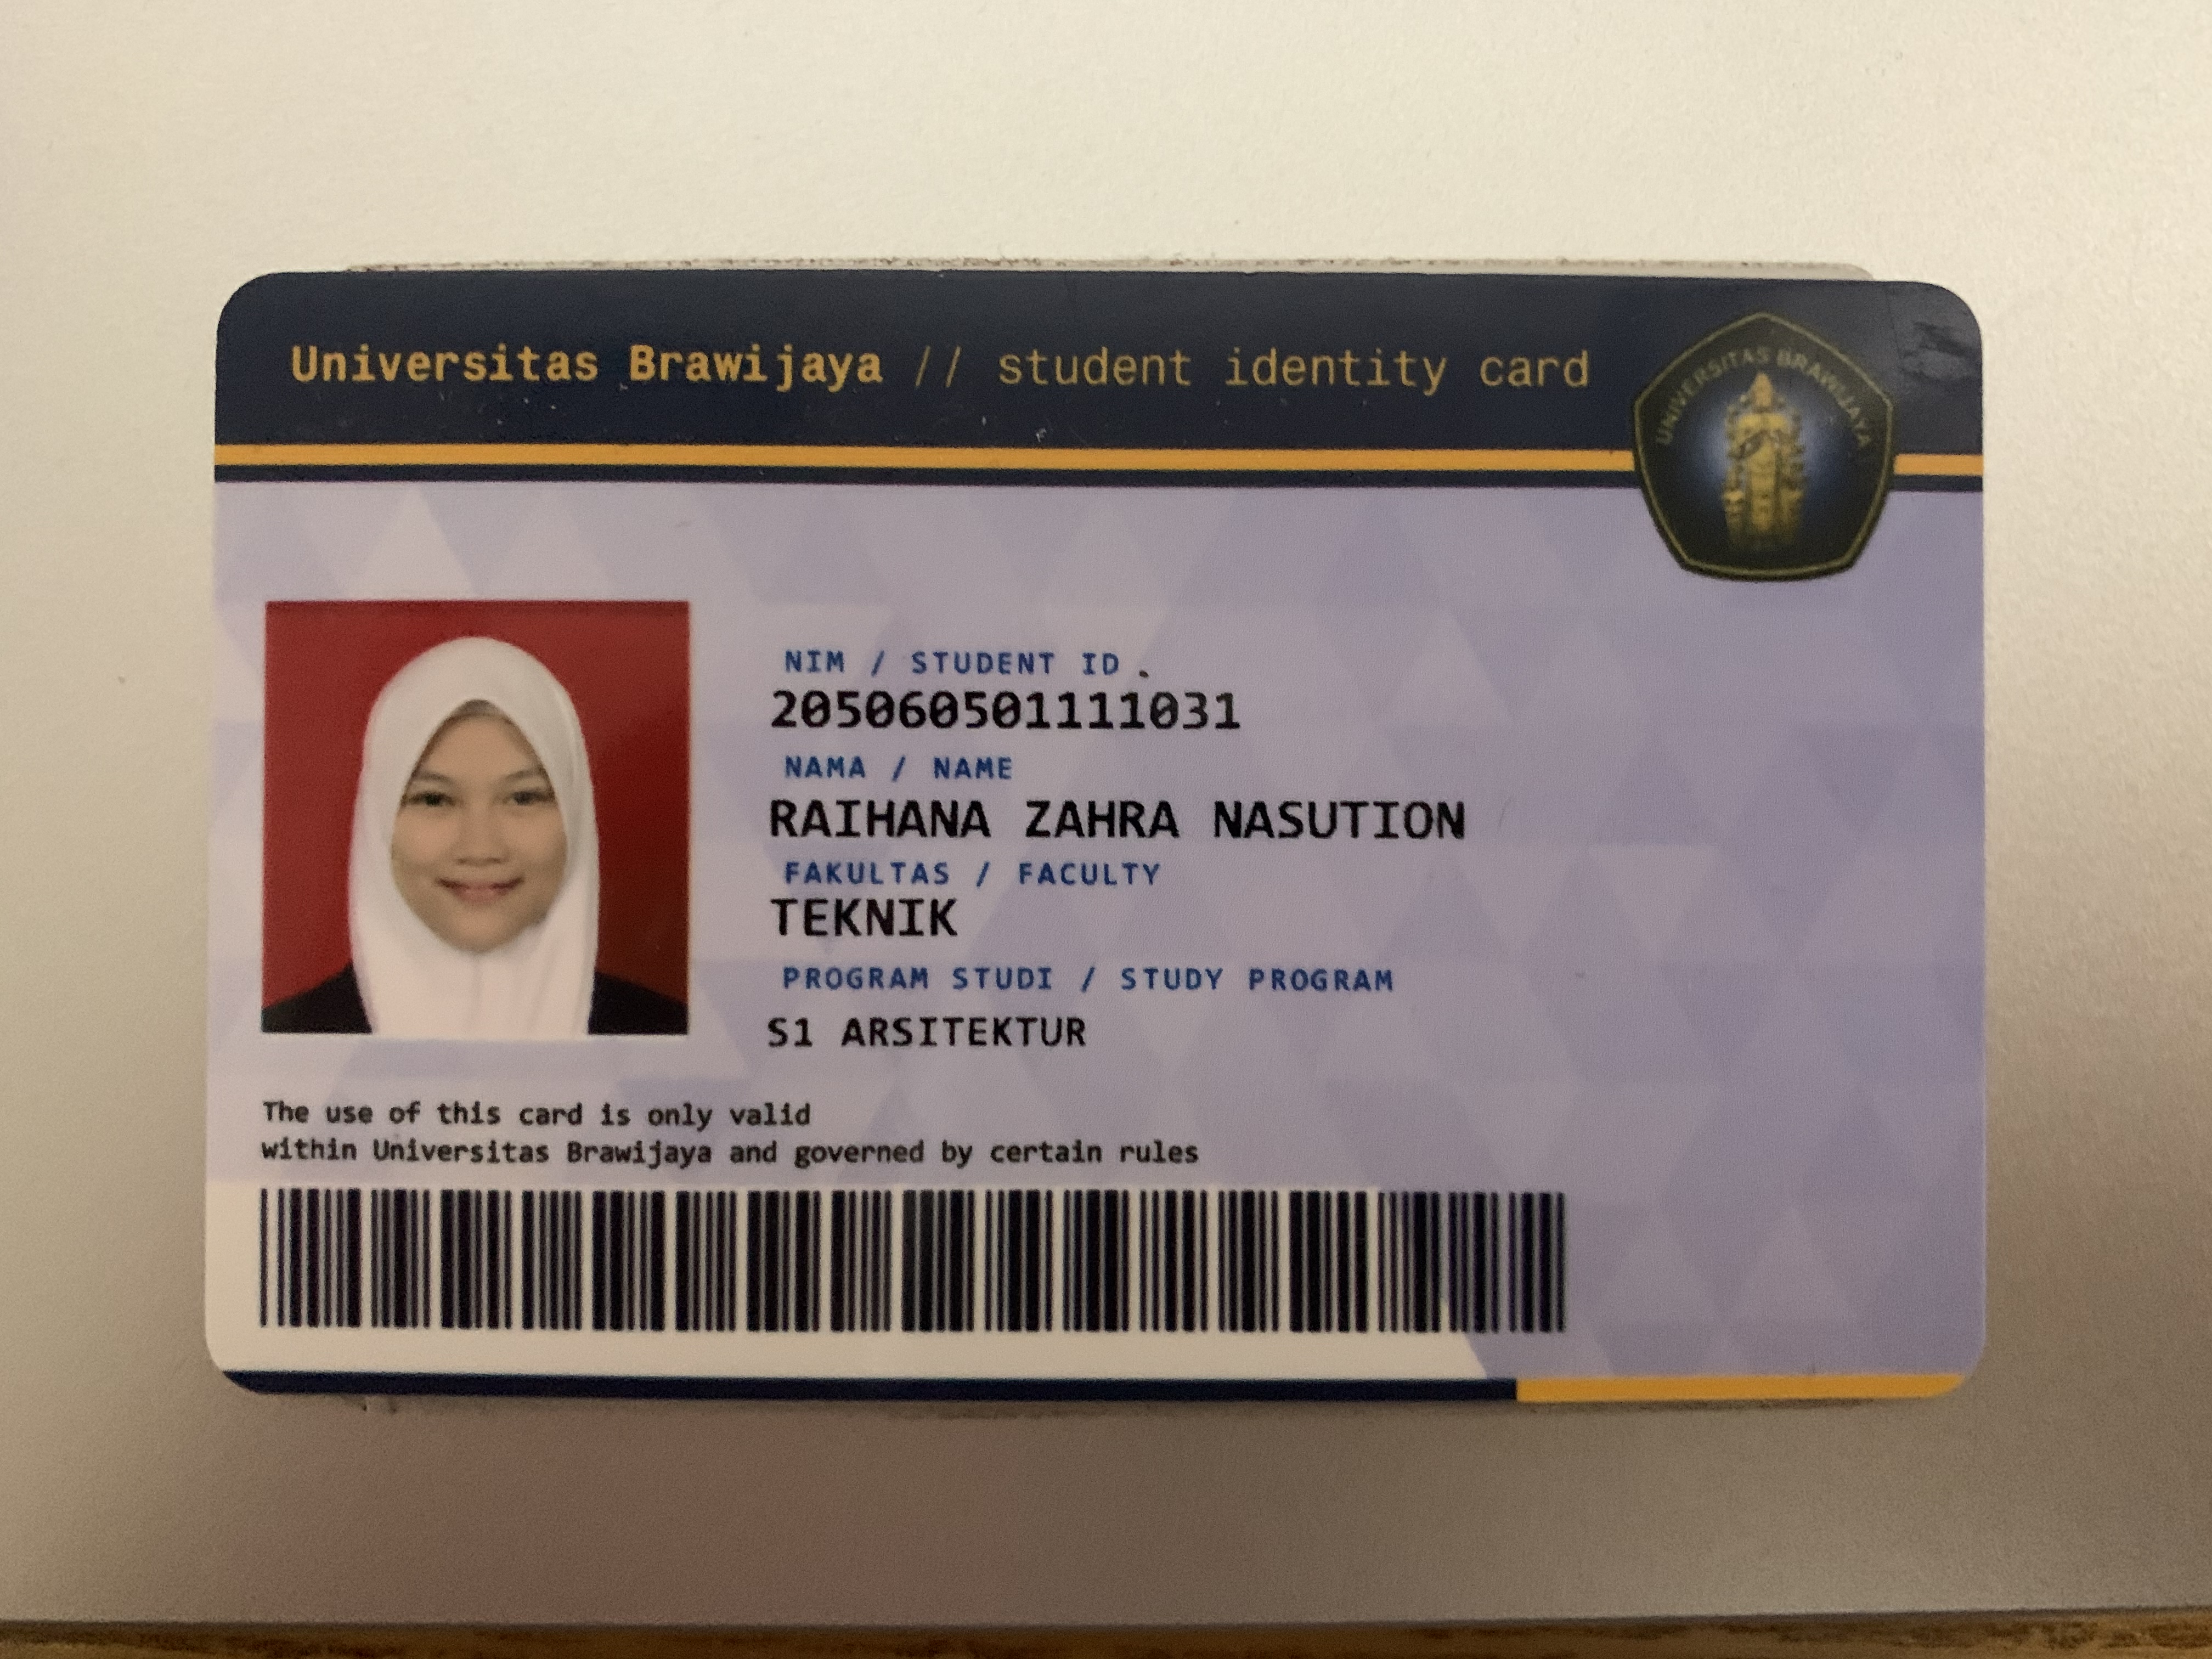 Universitas Brawijaya // student identity card
UNIVERSITAS BRAWIJAYA
NIM / STUDENT ID
205060501111031
NAMA / NAME
RAIHANA ZAHRA NASUTION
FAKULTAS / FACULTY
TEKNIK
PROGRAM STUDI / STUDY PROGRAM
S1 ARSITEKTUR
The use of this card is only valid
within Universitas Brawijaya and governed by certain rules